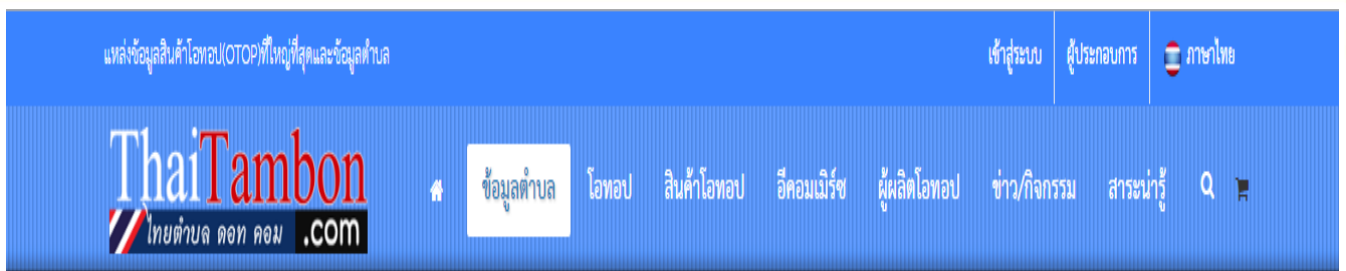 แหล่งข้อมูลสินค้าโอทอป(OTOP)ที่ใหญ่ที่สุดและข้อมูลตำบล เข้าสู่ระบบ ผู้ประกอบการ ภาษาไทย
ThaiTambon
ไทยตำบล ดอท คอม .com
ข้อมูลตำบล โอทอป สินค้าโอทอป อีคอมเมิร์ซ ผู้ผลิตโอทอป ข่าว/กิจกรรม สาระน่ารู้